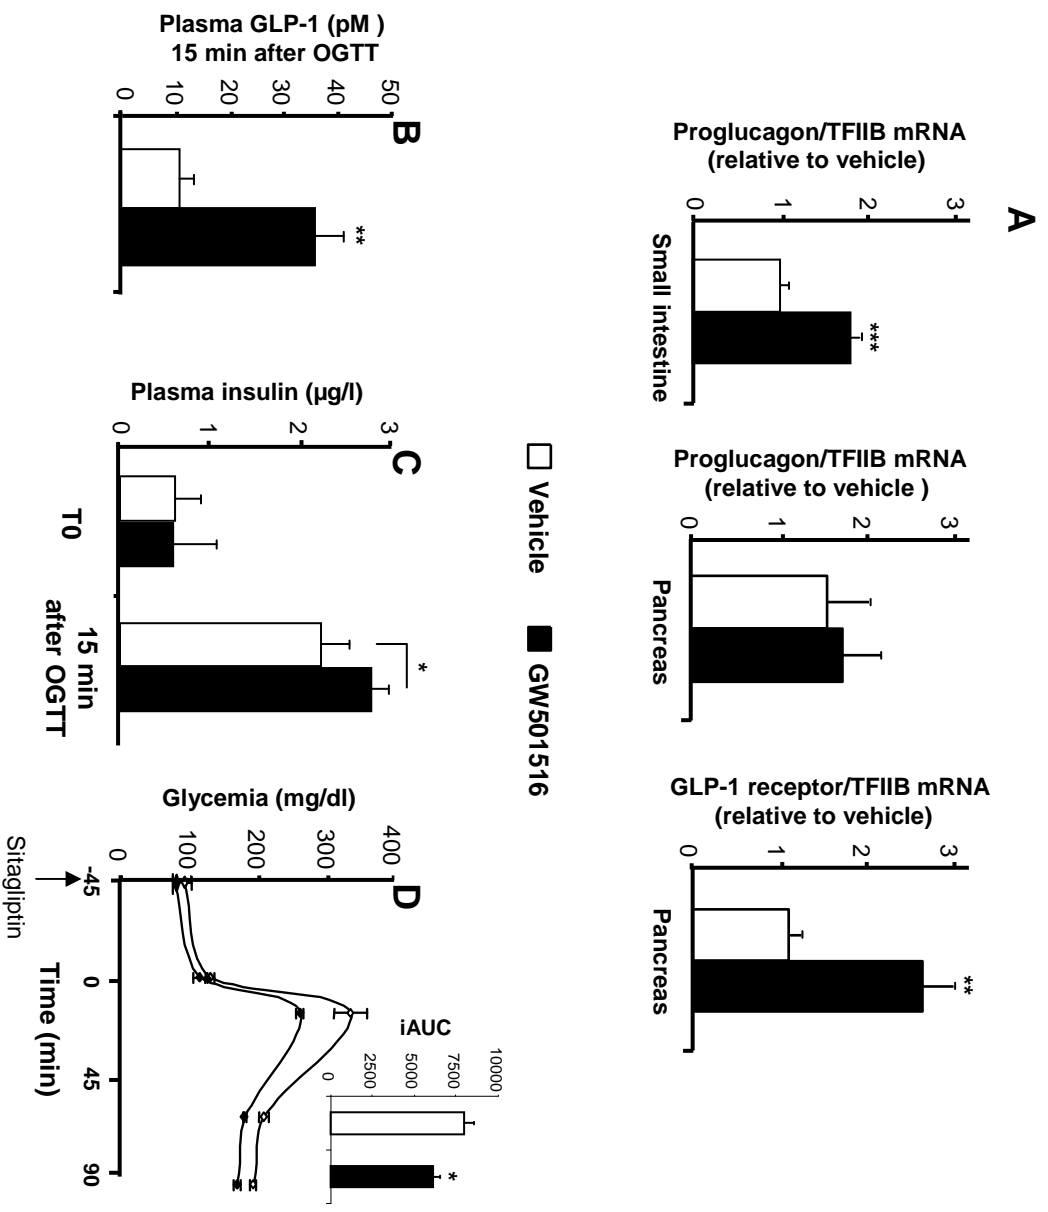 A
Proglucagon/TFIIB mRNA
(relative to vehicle)
3
2
1
0
***
Small intestine
Proglucagon/TFIIB mRNA
(relative to vehicle )
3
2
1
0
Pancreas
GLP-1 receptor/TFIIB mRNA
(relative to vehicle)
3
2
1
0
**
Pancreas
Vehicle
GW501516
B
Plasma GLP-1 (pM )
15 min after OGTT
50
40
30
20
10
0
**
C
Plasma insulin (µg/l)
3
2
1
0
*
T0
15 min
after OGTT
D
Glycemia (mg/dl)
400
300
200
100
0
-45
0
45
90
Time (min)
Sitagliptin
iAUC
10000
7500
5000
2500
0
*